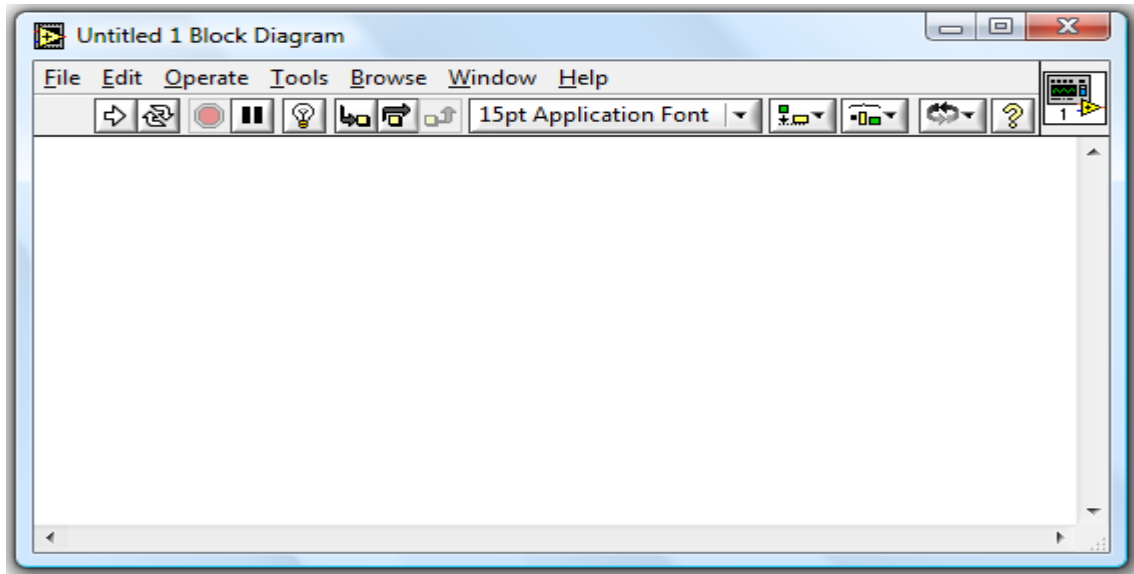 Untitled 1 Block Diagram
File Edit Operate Tools Browse Window Help
15pt Application Font
?
1